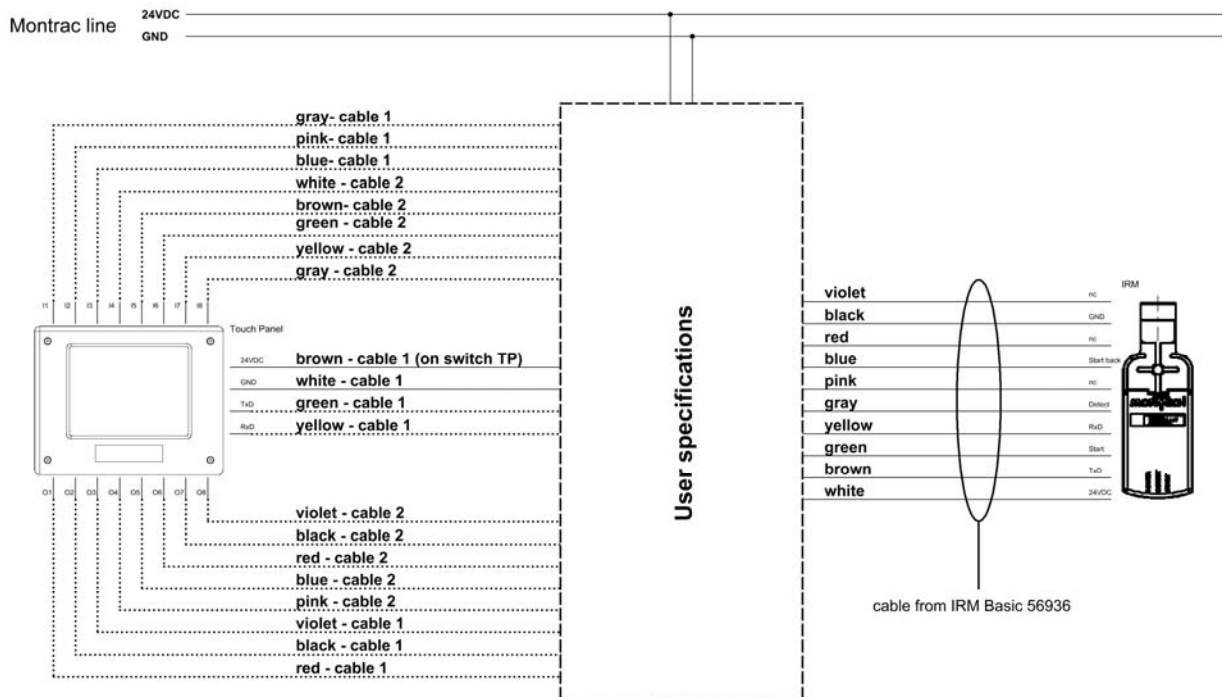 Montrac line
24VDC
GND
gray- cable 1
pink- cable 1
blue- cable 1
white - cable 2
brown- cable 2
green - cable 2
yellow - cable 2
gray - cable 2
I1 I2 I3 I4 I5 I6 I7 I8
Touch Panel
24VDC brown - cable 1 (on switch TP)
GND white - cable 1
TxD green - cable 1
RxD yellow - cable 1
O1 O2 O3 O4 O5 O6 O7 O8
violet - cable 2
black - cable 2
red - cable 2
blue - cable 2
pink - cable 2
violet - cable 1
black - cable 1
red - cable 1
User specifications
IRM
violet nc
black GND
red nc
blue Start back
pink nc
gray Detect
yellow RxD
green Start
brown TxD
white 24VDC
cable from IRM Basic 56936